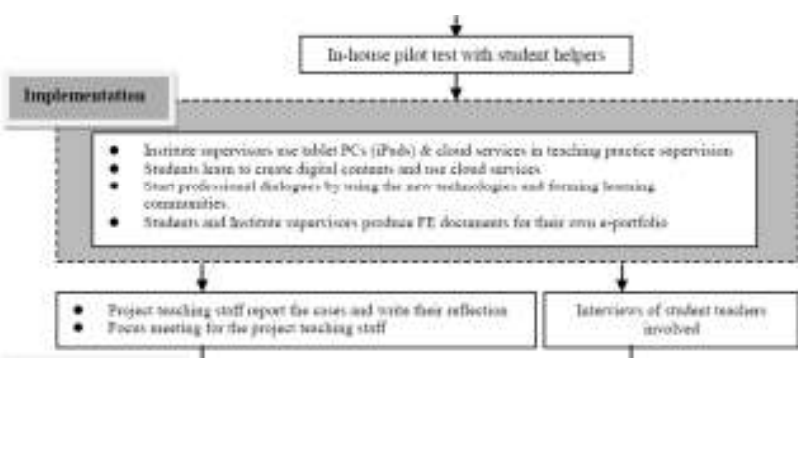 In-house pilot test with student helpers
Implementation
● Institute supervisors use tablet PCs (iPads) & cloud services in teaching practice supervision
● Students learn to create digital contents and use cloud services
● Start professional dialogues by using the new technologies and forming learning
communities.
● Students and Institute supervisors produce FE documents for their own e-portfolio
● Project teaching staff report the cases and write their reflection
● Focus meeting for the project teaching staff
Interviews of student teachers
involved